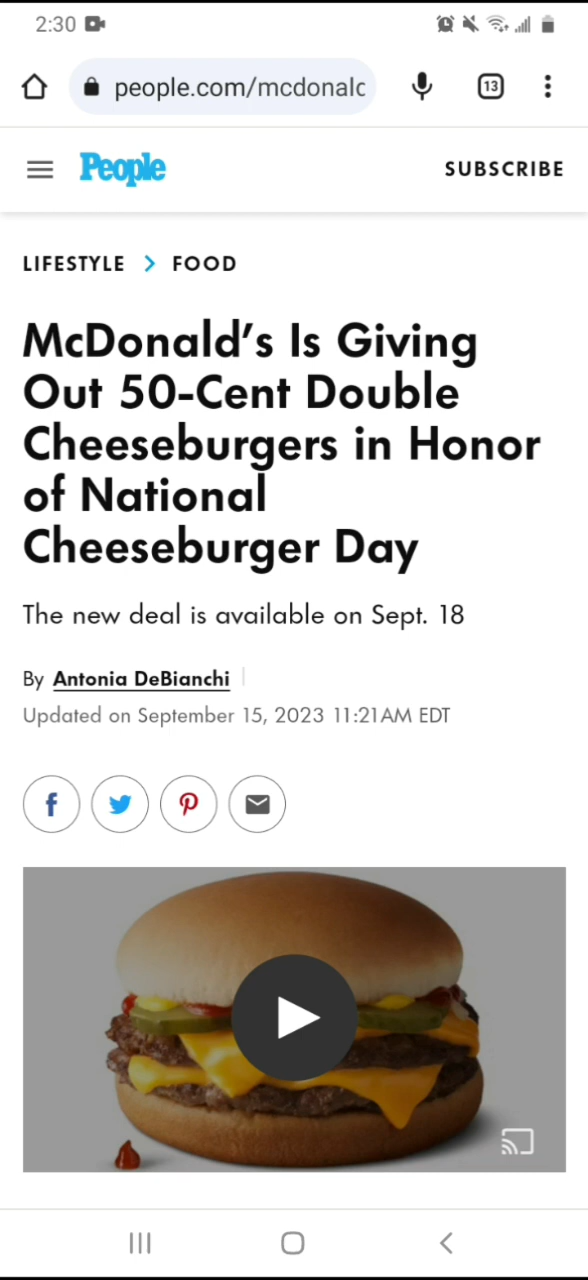 2:30
people.com/mcdonalc
13
People
SUBSCRIBE
LIFESTYLE > FOOD
McDonald's Is Giving
Out 50-Cent Double
Cheeseburgers in Honor
of National
Cheeseburger Day
The new deal is available on Sept. 18
By Antonia DeBianchi
Updated on September 15, 2023 11:21AM EDT